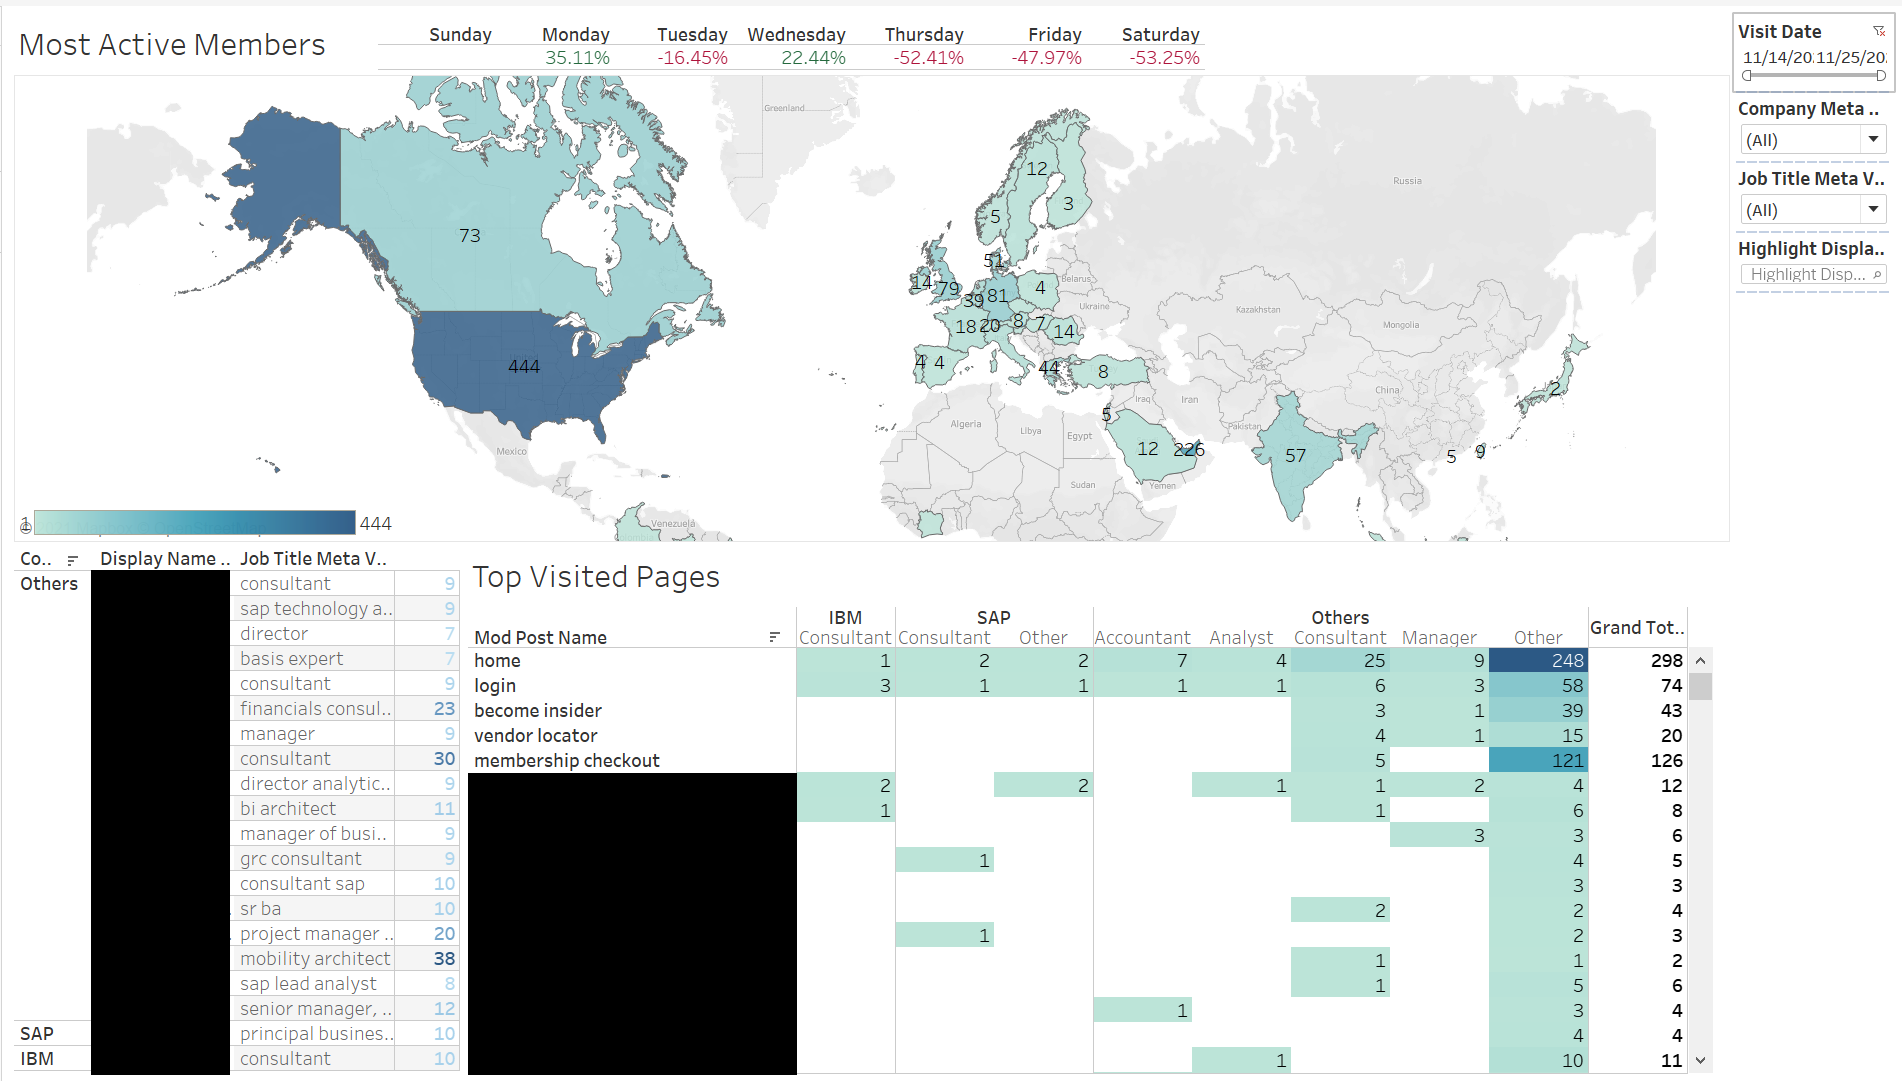 Most Active Members
Sunday Monday Tuesday Wednesday Thursday Friday Saturday
35.11% -16.45% 22.44% -52.41% -47.97% -53.25%
Visit Date
11/14/20 11/25/20
Company Meta ..
(All)
Job Title Meta V..
(All)
Highlight Displa..
Highlight Disp...
Greenland
Russia
12
3
5
73
51
14 79 39 81 4 Belarus
Ukraine
18 20 8 7 14
Kazakhstan
Mongolia
444
4 4 44 8
China
2
Iraq Iran
5
Algeria Libya Egypt
Pakistan
Mexico
12 226 57 5 9
Sudan Yemen
Venezuela
1 444
Co.. Display Name .. Job Title Meta V..
Others
consultant 9
sap technology a.. 9
director 7
basis expert 7
consultant 9
financials consul.. 23
manager 9
consultant 30
director analytic.. 9
bi architect 11
manager of busi.. 9
grc consultant 9
consultant sap 10
sr ba 10
project manager .. 20
mobility architect 38
sap lead analyst 8
senior manager, .. 12
SAP principal busines.. 10
IBM consultant 10
Top Visited Pages
IBM SAP Others
Grand Tot..
Mod Post Name Consultant Consultant Other Accountant Analyst Consultant Manager Other
home 1 2 2 7 4 25 9 248 298
login 3 1 1 1 1 6 3 58 74
become insider 3 1 39 43
vendor locator 4 1 15 20
membership checkout 5 121 126
2 2 1 1 2 4 12
1 1 6 8
3 3 6
1 4 5
3 3
2 2 4
1 2 3
1 1 2
1 5 6
1 3 4
4 4
1 10 11